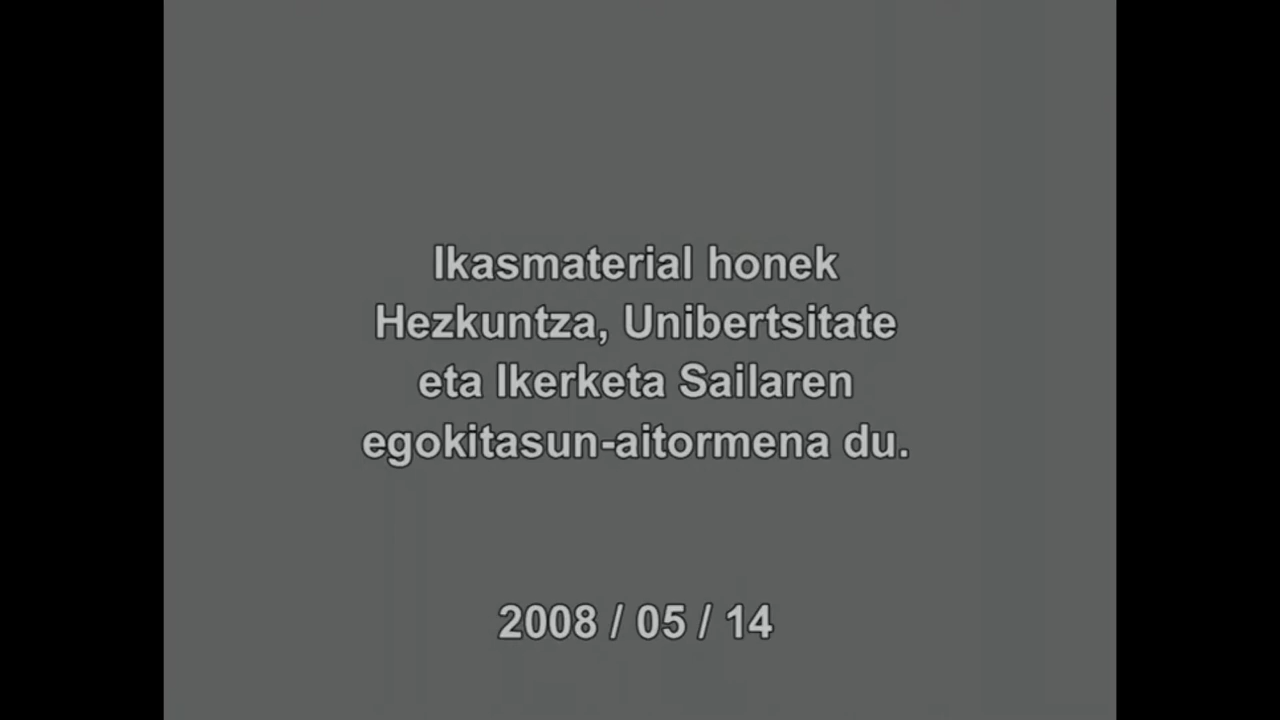 Ikasmaterial honek
Hezkuntza, Unibertsitate
eta Ikerketa Sailaren
egokitasun-aitormena du.
2008 / 05 / 14